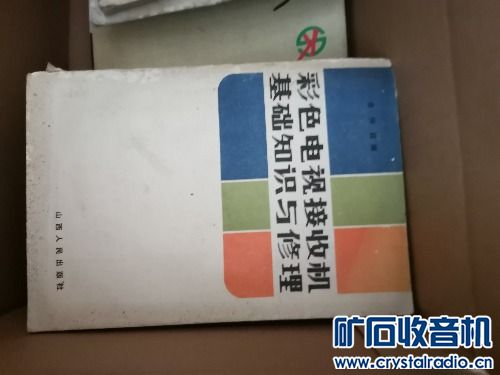 彩色电视接收机
基础知识与修理
山西人民出版社
矿石收音机
www.crystalradio.cn